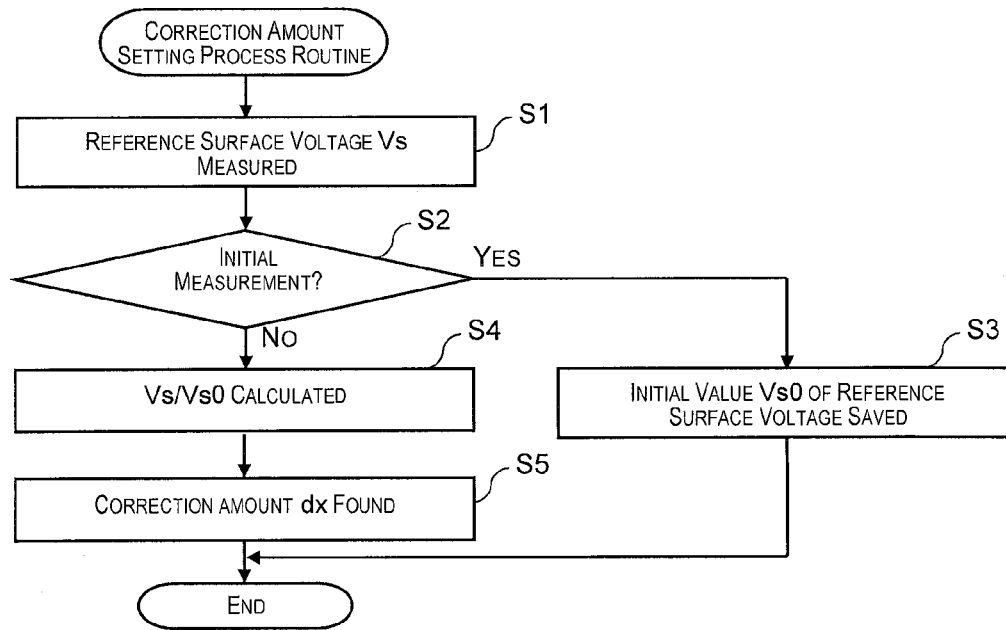 CORRECTION AMOUNT
SETTING PROCESS ROUTINE
S1
REFERENCE SURFACE VOLTAGE Vs
MEASURED
S2
INITIAL
MEASUREMENT?
YES
NO
S4
Vs/Vs0 CALCULATED
S3
INITIAL VALUE Vs0 OF REFERENCE
SURFACE VOLTAGE SAVED
S5
CORRECTION AMOUNT dx FOUND
END